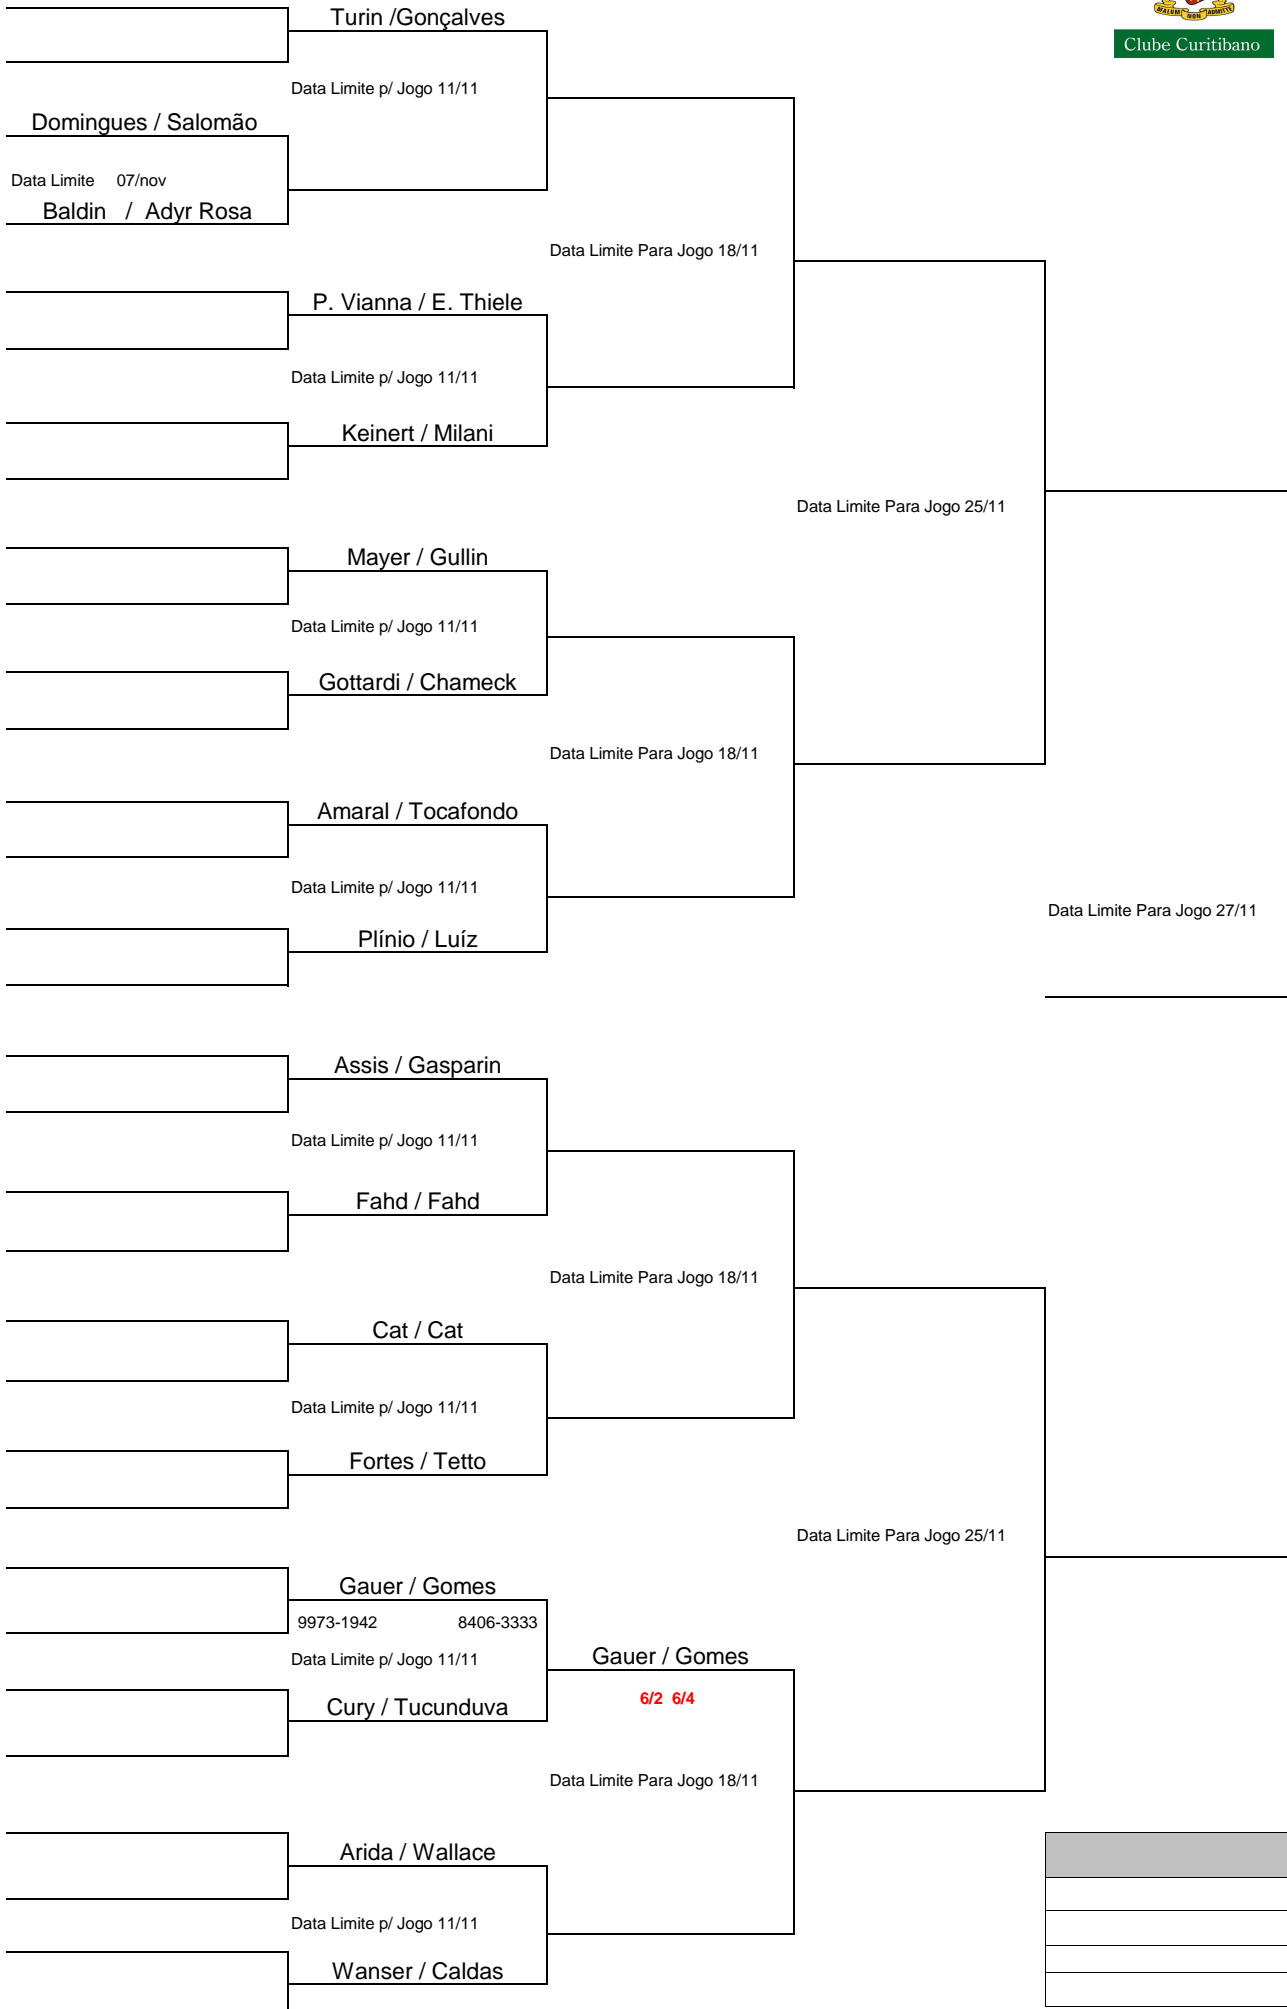 Turin /Gonçalves
MALUM NON ADMITTE
Clube Curitibano
Data Limite p/ Jogo 11/11
Domingues / Salomão
Data Limite 07/nov
Baldin / Adyr Rosa
Data Limite Para Jogo 18/11
P. Vianna / E. Thiele
Data Limite p/ Jogo 11/11
Keinert / Milani
Data Limite Para Jogo 25/11
Mayer / Gullin
Data Limite p/ Jogo 11/11
Gottardi / Chameck
Data Limite Para Jogo 18/11
Amaral / Tocafondo
Data Limite p/ Jogo 11/11
Data Limite Para Jogo 27/11
Plínio / Luíz
Assis / Gasparin
Data Limite p/ Jogo 11/11
Fahd / Fahd
Data Limite Para Jogo 18/11
Cat / Cat
Data Limite p/ Jogo 11/11
Fortes / Tetto
Data Limite Para Jogo 25/11
Gauer / Gomes
9973-1942 8406-3333
Data Limite p/ Jogo 11/11
Gauer / Gomes
6/2 6/4
Cury / Tucunduva
Data Limite Para Jogo 18/11
Arida / Wallace
Data Limite p/ Jogo 11/11
Wanser / Caldas